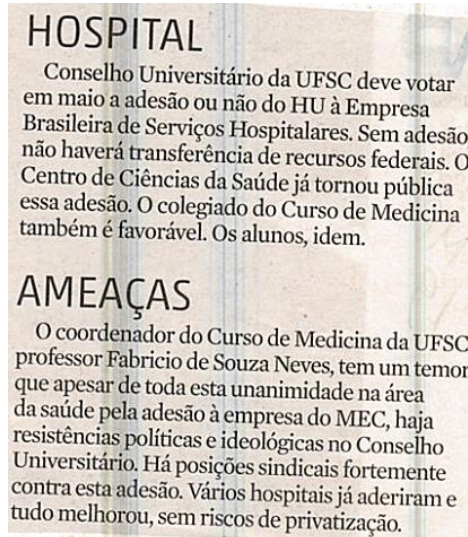 HOSPITAL
Conselho Universitário da UFSC deve votar
em maio a adesão ou não do HU à Empresa
Brasileira de Serviços Hospitalares. Sem adesão
não haverá transferência de recursos federais. O
Centro de Ciências da Saúde já tornou pública
essa adesão. O colegiado do Curso de Medicina
também é favorável. Os alunos, idem.
AMEAÇAS
O coordenador do Curso de Medicina da UFSC
professor Fabricio de Souza Neves, tem um temor
que apesar de toda esta unanimidade na área
da saúde pela adesão à empresa do MEC, haja
resistências políticas e ideológicas no Conselho
Universitário. Há posições sindicais fortemente
contra esta adesão. Vários hospitais já aderiram e
tudo melhorou, sem riscos de privatização.